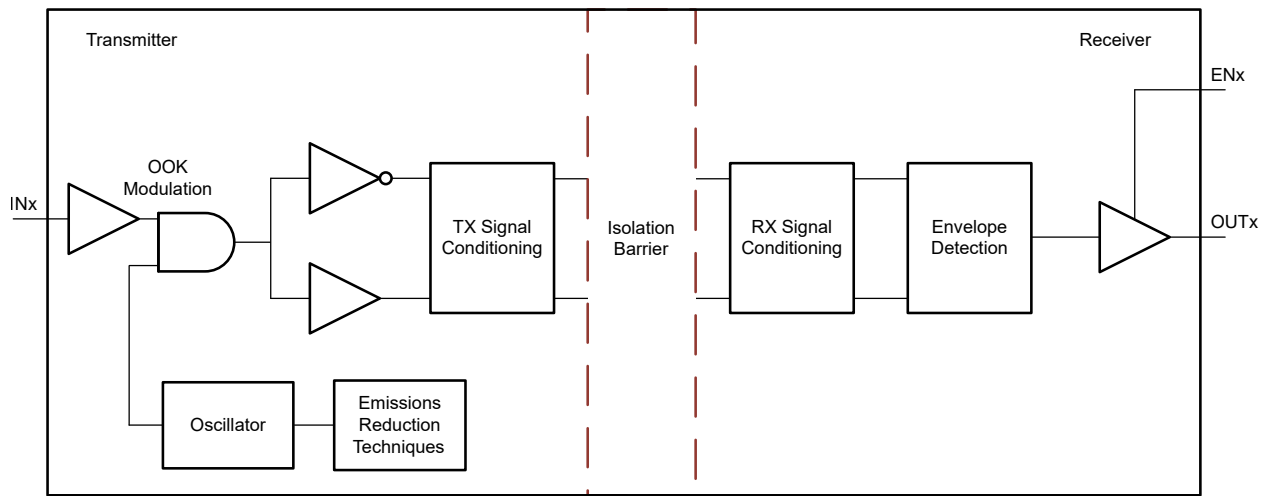 Transmitter
Receiver
ENx
OOK
Modulation
INx
TX Signal
Conditioning
Isolation
Barrier
RX Signal
Conditioning
Envelope
Detection
OUTx
Oscillator
Emissions
Reduction
Techniques